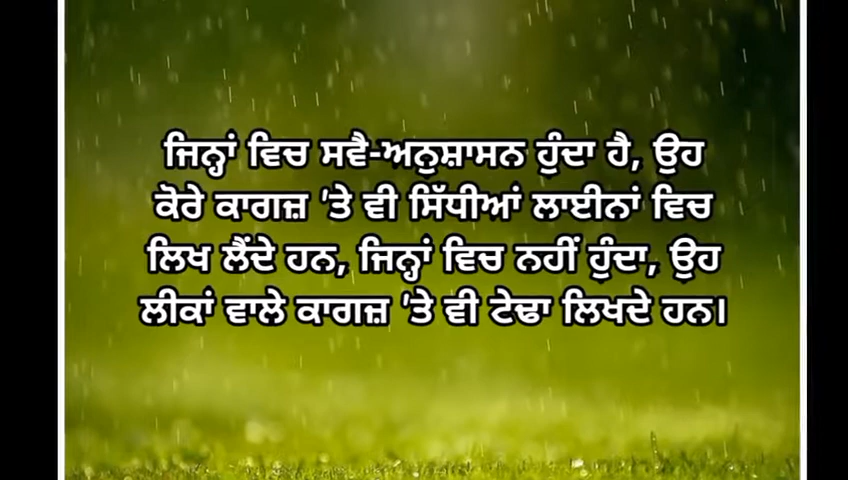 ਜਿਨ੍ਹਾਂ ਵਿਚ ਸਵੈ-ਅਨੁਸ਼ਾਸਨ ਹੁੰਦਾ ਹੈ, ਉਹ
ਕੋਰੇ ਕਾਗਜ਼ 'ਤੇ ਵੀ ਸਿੱਧੀਆਂ ਲਾਈਨਾਂ ਵਿਚ
ਲਿਖ ਲੈਂਦੇ ਹਨ, ਜਿਨ੍ਹਾਂ ਵਿਚ ਨਹੀਂ ਹੁੰਦਾ, ਉਹ
ਲੀਕਾਂ ਵਾਲੇ ਕਾਗਜ਼ 'ਤੇ ਵੀ ਟੇਢਾ ਲਿਖਦੇ ਹਨ।